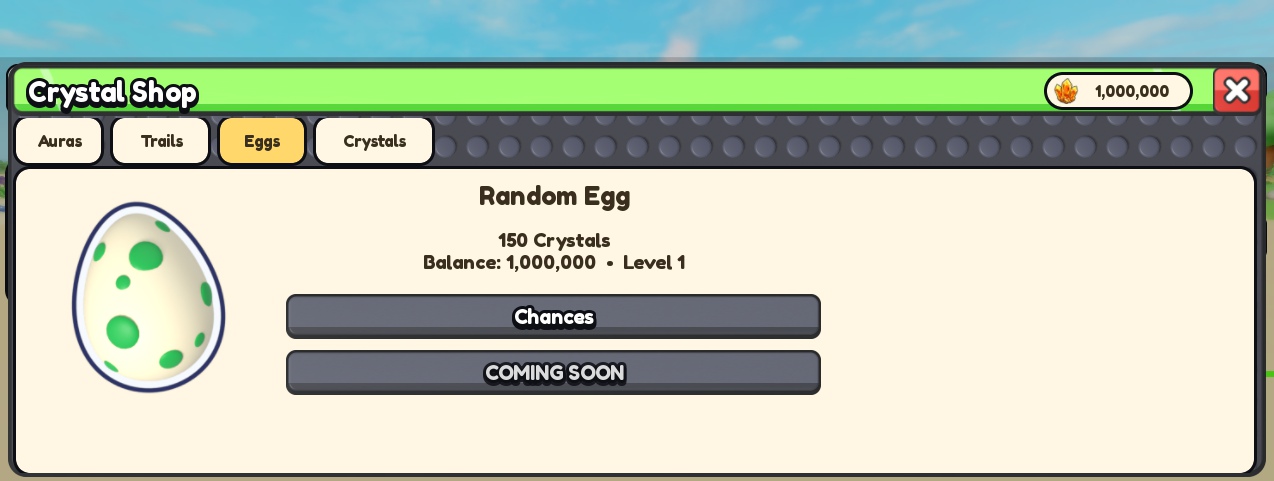 Crystal Shop
1,000,000
Auras
Trails
Eggs
Crystals
Random Egg
150 Crystals
Balance: 1,000,000 • Level 1
Chances
COMING SOON